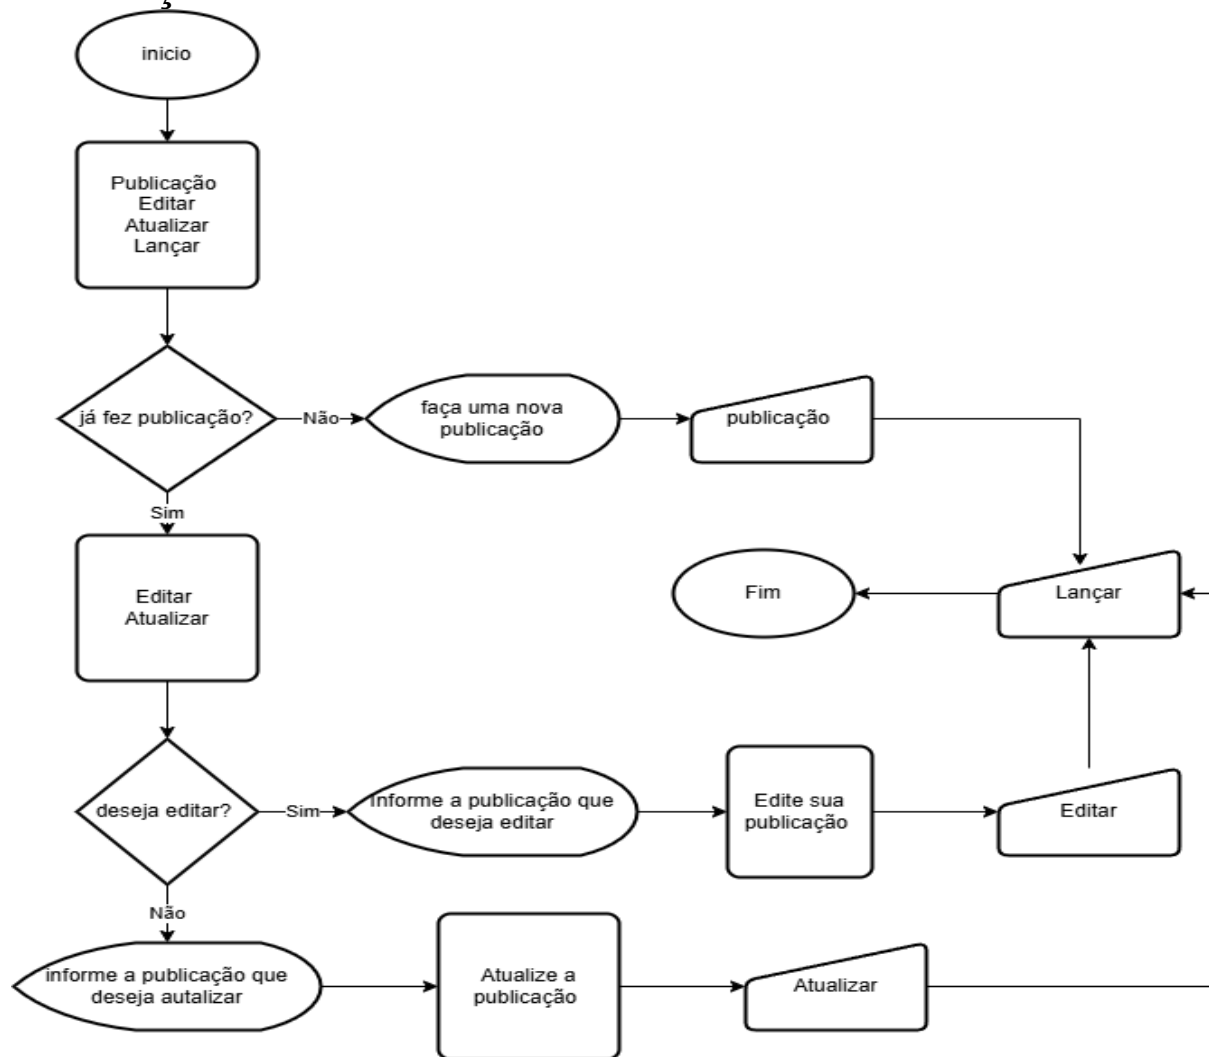 inicio
Publicação
Editar
Atualizar
Lançar
já fez publicação?
Não
faça uma nova
publicação
publicação
Sim
Editar
Atualizar
Fim
Lançar
deseja editar?
Sim
Informe a publicação que
deseja editar
Edite sua
publicação
Editar
Não
informe a publicação que
deseja autalizar
Atualize a
publicação
Atualizar